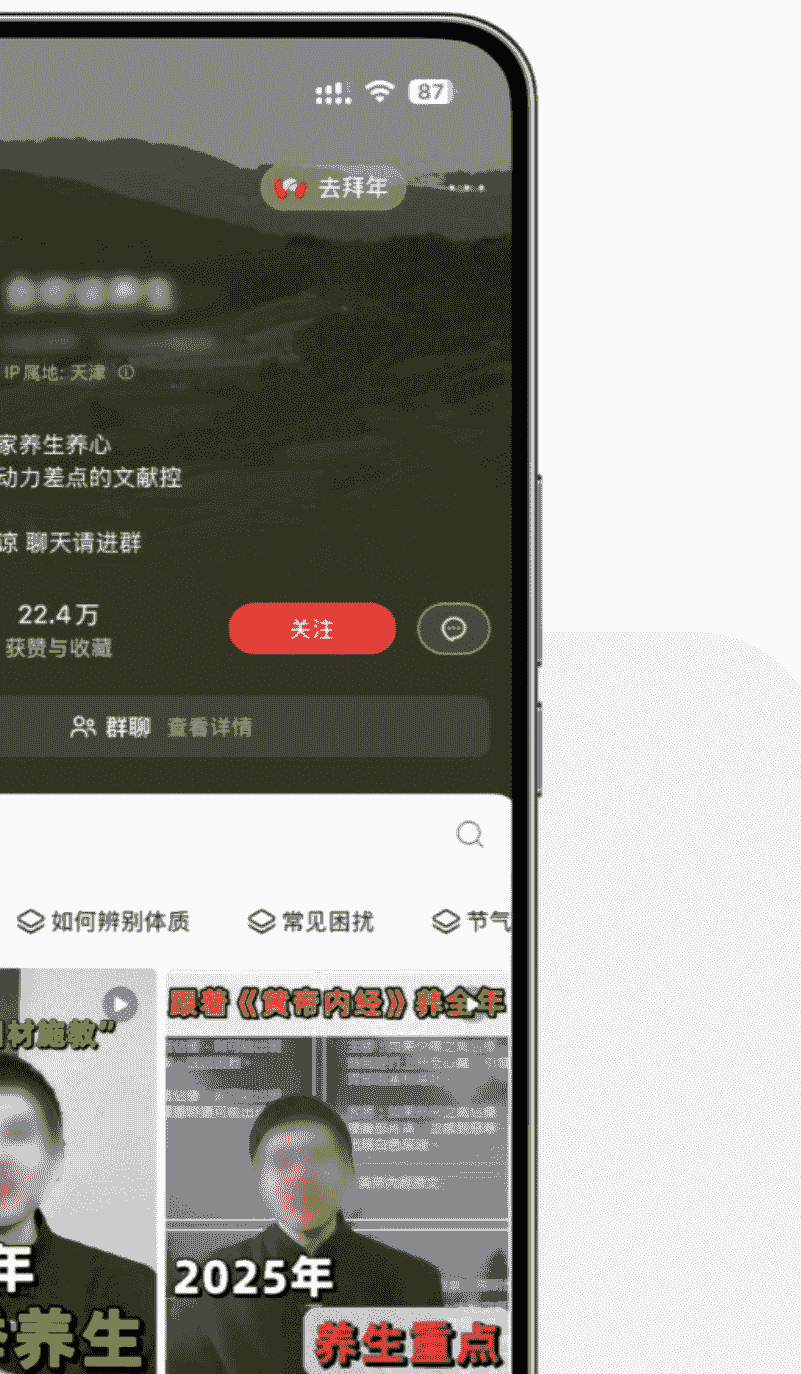 87
去拜年
IP属地: 天津
家养生养心
动力差点的文献控
谅 聊天请进群
22.4万
获赞与收藏
关注
群聊 查看详情
如何辨别体质 常见困扰 节气
材施教”
跟着《黄帝内经》养全年
年
2025年
养生
养生重点